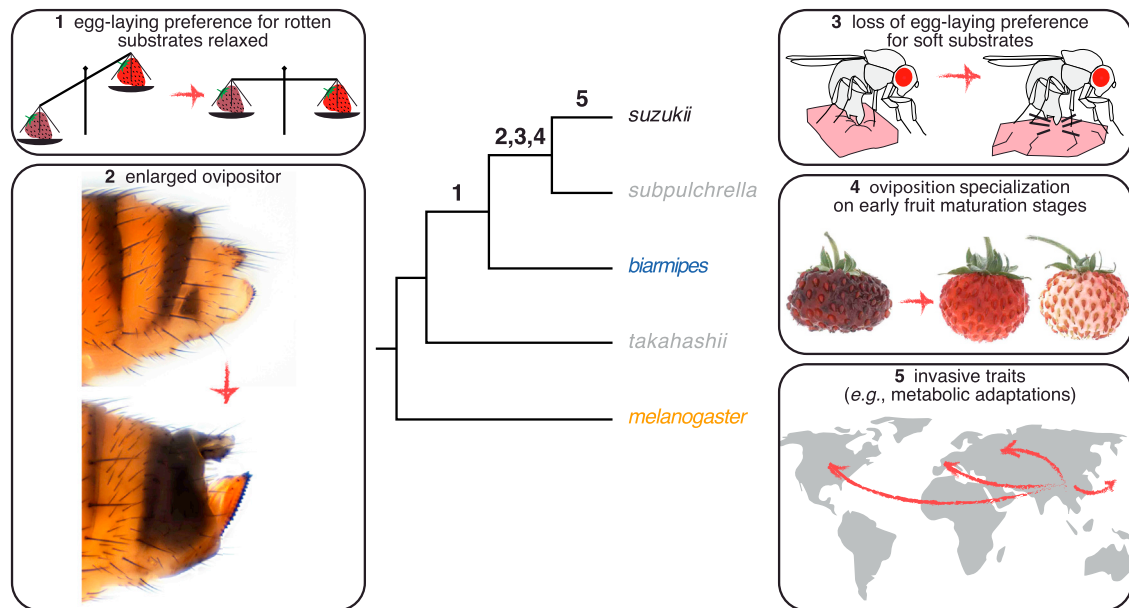 1 egg-laying preference for rotten
substrates relaxed
2 enlarged ovipositor
5
2,3,4
1
suzukii
subpulchrella
biarmipes
takahashii
melanogaster
3 loss of egg-laying preference
for soft substrates
4 oviposition specialization
on early fruit maturation stages
5 invasive traits
(e.g., metabolic adaptations)